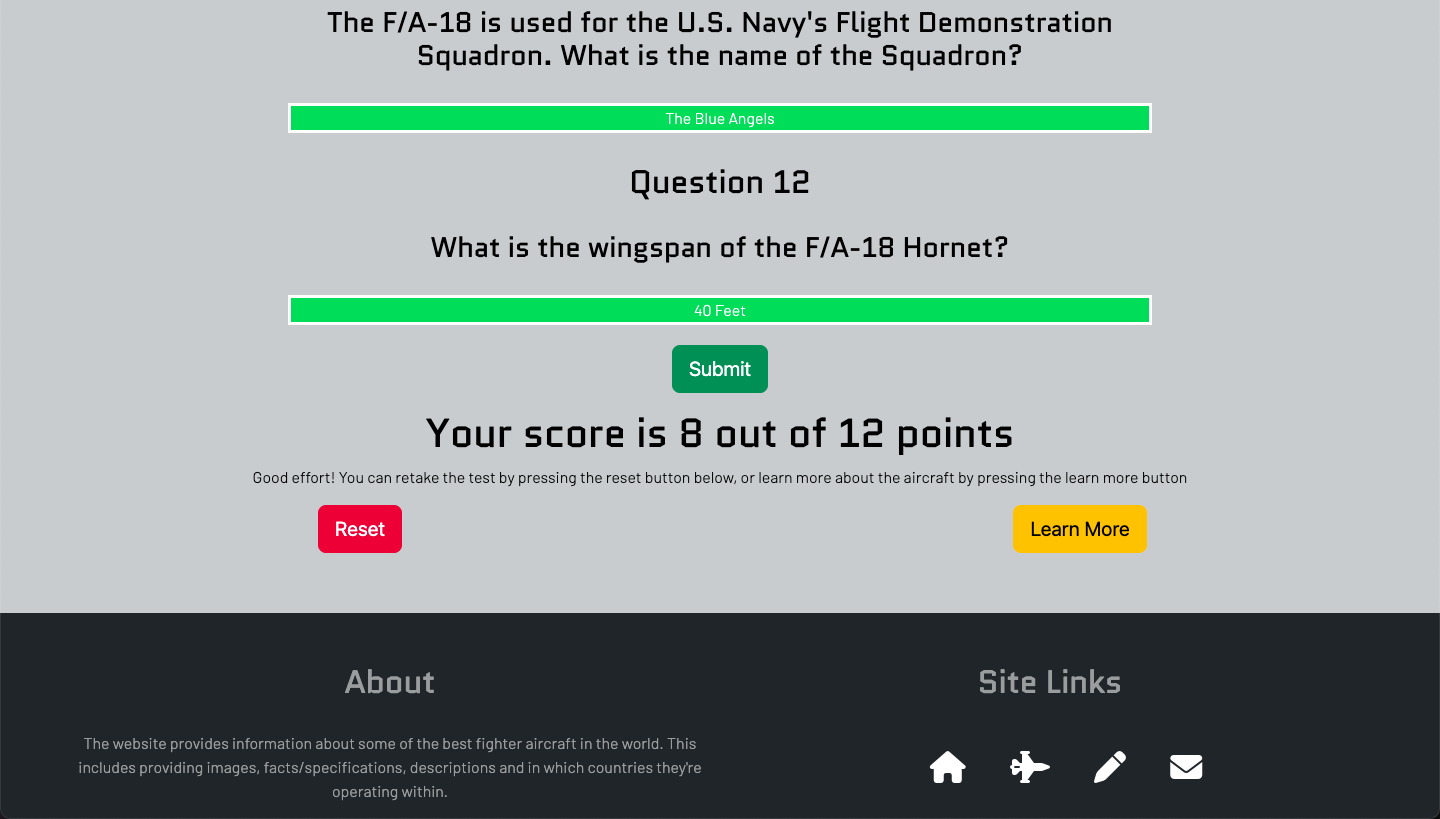 The F/A-18 is used for the U.S. Navy's Flight Demonstration
Squadron. What is the name of the Squadron?
The Blue Angels
Question 12
What is the wingspan of the F/A-18 Hornet?
40 Feet
Submit
Your score is 8 out of 12 points
Good effort! You can retake the test by pressing the reset button below, or learn more about the aircraft by pressing the learn more button
Reset
Learn More
About
Site Links
The website provides information about some of the best fighter aircraft in the world. This
includes providing images, facts/specifications, descriptions and in which countries they're
operating within.